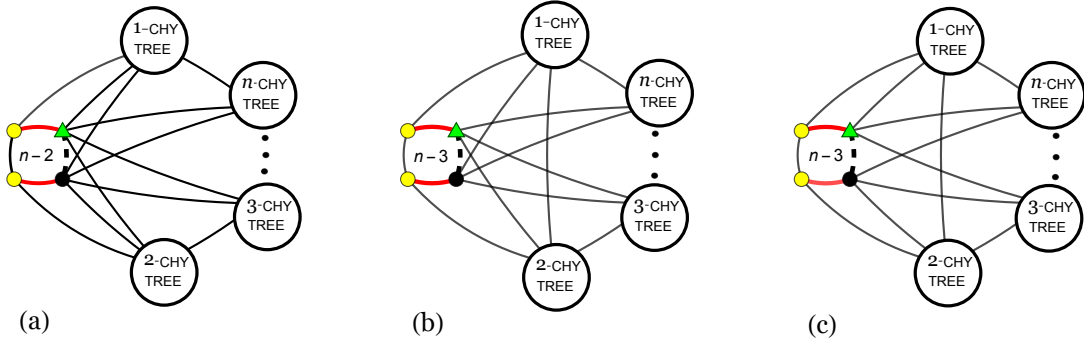 1-CHY
TREE
n-CHY
TREE
n − 2
3-CHY
TREE
2-CHY
TREE
(a)
1-CHY
TREE
n-CHY
TREE
n − 3
3-CHY
TREE
2-CHY
TREE
(b)
1-CHY
TREE
n-CHY
TREE
n − 3
3-CHY
TREE
2-CHY
TREE
(c)